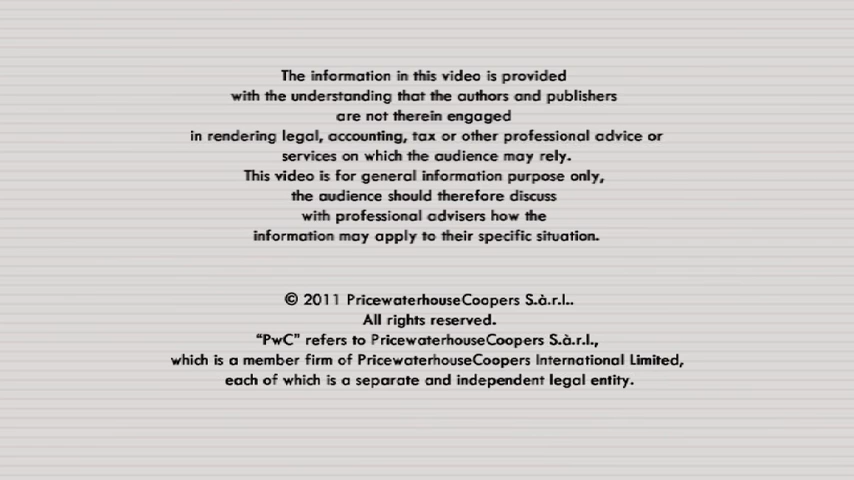 The information in this video is provided
with the understanding that the authors and publishers
are not therein engaged
in rendering legal, accounting, tax or other professional advice or
services on which the audience may rely.
This video is for general information purpose only,
the audience should therefore discuss
with professional advisers how the
information may apply to their specific situation.
© 2011 PricewaterhouseCoopers S.à.r.l..
All rights reserved.
“PwC" refers to PricewaterhouseCoopers S.à.r.l.,
which is a member firm of PricewaterhouseCoopers International Limited,
each of which is a separate and independent legal entity.